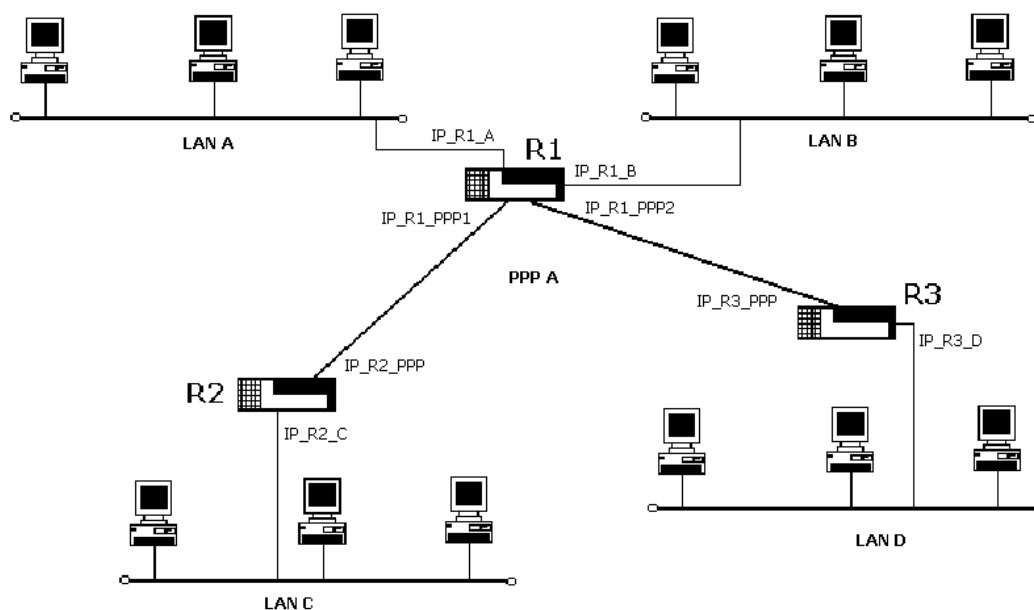 LAN A
LAN B
IP_R1_A
R1
IP_R1_B
IP_R1_PPP1
IP_R1_PPP2
PPP A
IP_R3_PPP
R3
IP_R3_D
IP_R2_PPP
R2
IP_R2_C
LAN D
LAN C